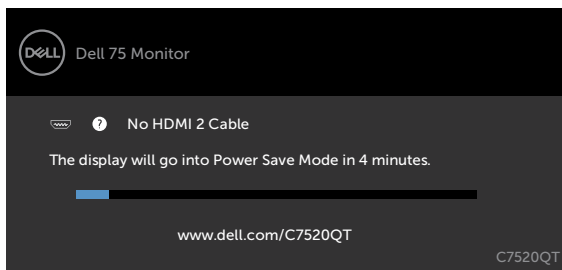 DELL Dell 75 Monitor
? No HDMI 2 Cable
The display will go into Power Save Mode in 4 minutes.
www.dell.com/C7520QT
C7520QT